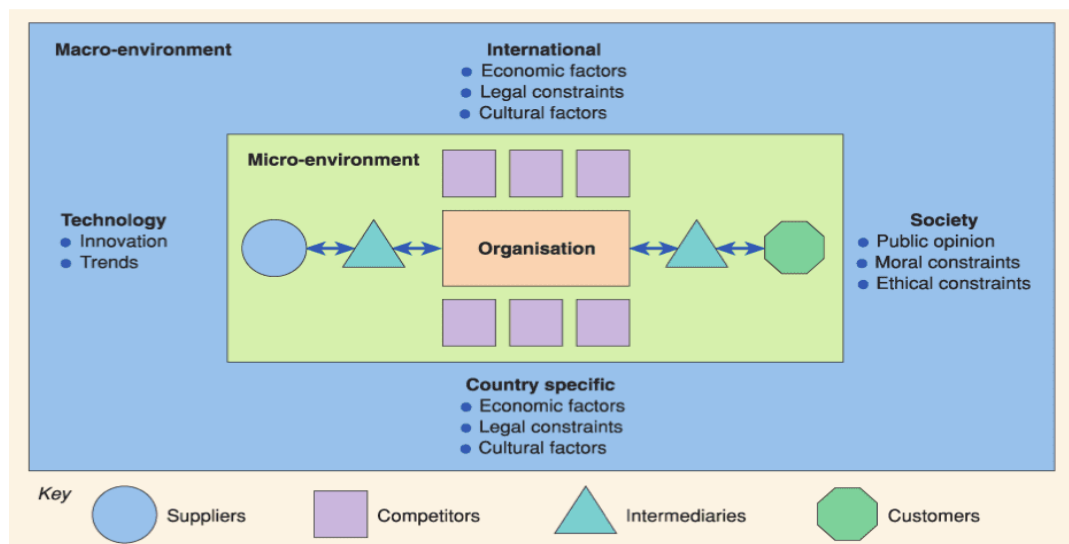 Macro-environment
International
• Economic factors
• Legal constraints
• Cultural factors
Micro-environment
Technology
• Innovation
• Trends
Organisation
Society
• Public opinion
• Moral constraints
• Ethical constraints
Country specific
• Economic factors
• Legal constraints
• Cultural factors
Key
Suppliers
Competitors
Intermediaries
Customers